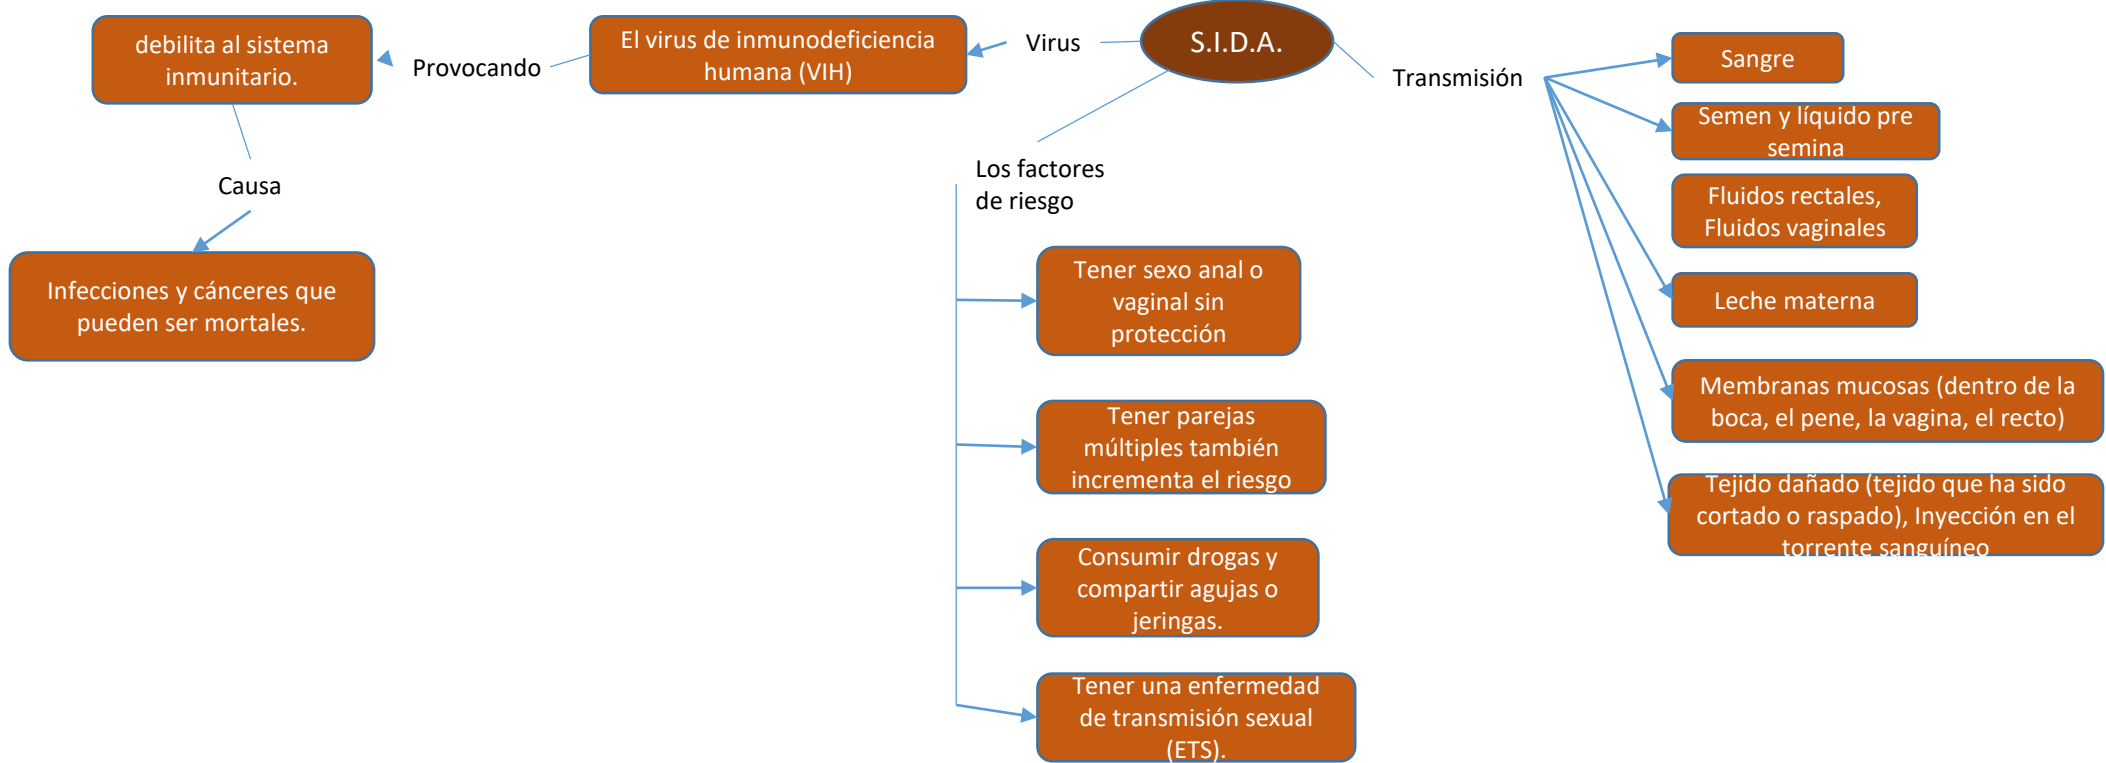 S.I.D.A.
Virus
El virus de inmunodeficiencia
humana (VIH)
Provocando
debilita al sistema
inmunitario.
Causa
Infecciones y cánceres que
pueden ser mortales.
Los factores
de riesgo
Tener sexo anal o
vaginal sin
protección
Tener parejas
múltiples también
incrementa el riesgo
Consumir drogas y
compartir agujas o
jeringas.
Tener una enfermedad
de transmisión sexual
(ETS).
Transmisión
Sangre
Semen y líquido pre
semina
Fluidos rectales,
Fluidos vaginales
Leche materna
Membranas mucosas (dentro de la
boca, el pene, la vagina, el recto)
Tejido dañado (tejido que ha sido
cortado o raspado), Inyección en el
torrente sanguíneo